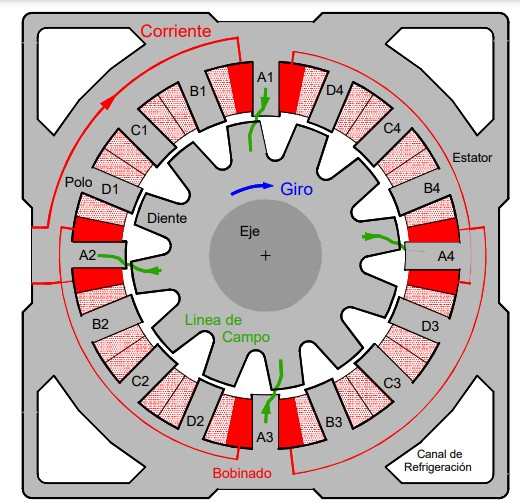 Corriente
A1
B1
D4
C1
C4
Estator
Polo
D1
B4
Giro
Diente
Eje
A2
A4
Linea de
Campo
B2
D3
C2
C3
D2
B3
A3
Canal de
Refrigeración
Bobinado